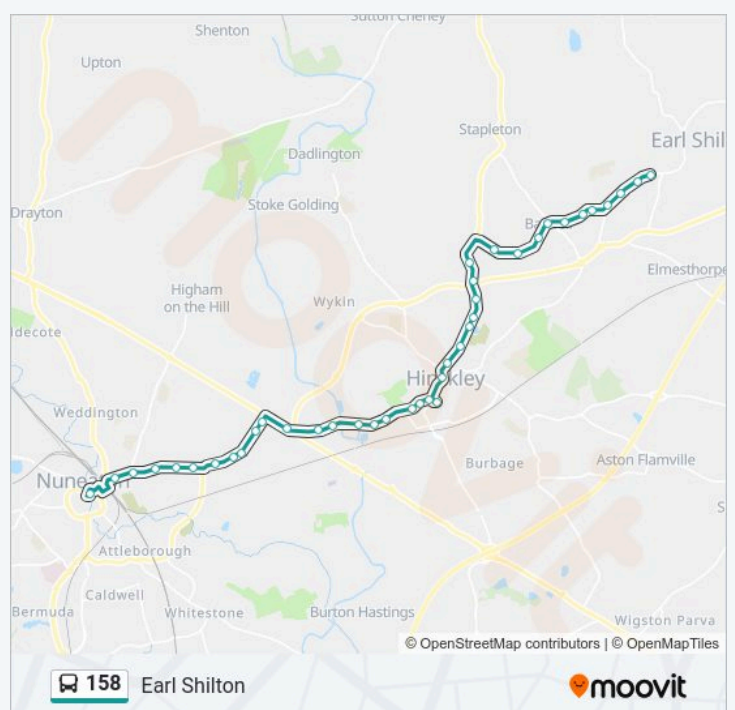 Sutton Cheney
Shenton
Upton
Stapleton
Earl Shil
Dadlington
Drayton
Stoke Golding
Ba
Elmesthorpe
Higham
on the Hill
Wykin
ldecote
Hinckley
Weddington
Burbage
Aston Flamville
Nuneaton
S
Attleborough
Caldwell
Bermuda
Whitestone
Burton Hastings
Wigston Parva
© OpenStreetMap contributors | © OpenMapTiles
158 Earl Shilton
moovit